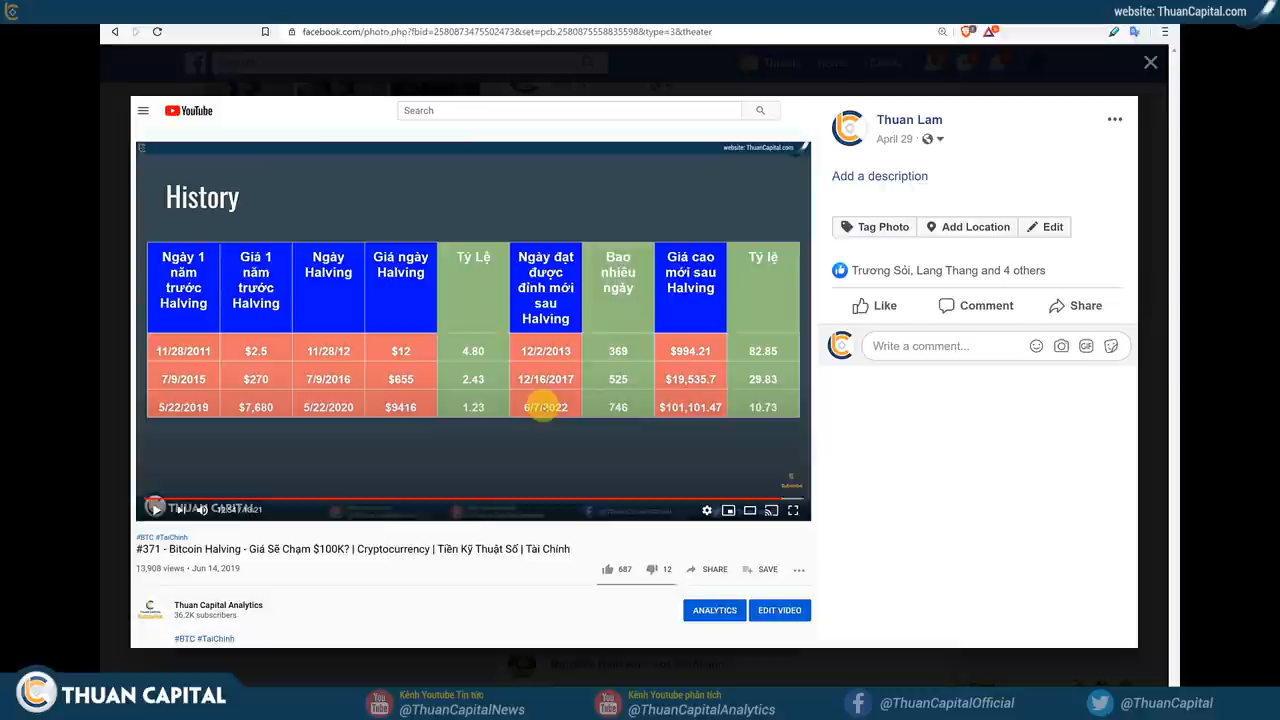 website: ThuanCapital.com
facebook.com/photo.php?fbid=2580873475502473&set=pcb.2580875558835598&type=3&theater
YouTube
Search
website: ThuanCapital.com
History
Ngày 1 năm trước Halving
Giá 1 năm trước Halving
Ngày Halving
Giá ngày Halving
Tỷ Lệ
Ngày đạt được đỉnh mới sau Halving
Bao nhiêu ngày
Giá cao mới sau Halving
Tỷ lệ
11/28/2011 $2.5 11/28/12 $12 4.80 12/2/2013 369 $994.21 82.85
7/9/2015 $270 7/9/2016 $655 2.43 12/16/2017 525 $19,535.7 29.83
5/22/2019 $7,680 5/22/2020 $9416 1.23 6/7/2022 746 $101,101.47 10.73
THUAN CAPITAL
#BTC #TaiChinh
#371 - Bitcoin Halving - Giá Sẽ Chạm $100K? | Cryptocurrency | Tiền Kỹ Thuật Số | Tài Chính
13,908 views • Jun 14, 2019
687 12 SHARE SAVE
Thuan Capital Analytics
36.2K subscribers
ANALYTICS EDIT VIDEO
#BTC #TaiChinh
Thuan Lam
April 29
Add a description
Tag Photo Add Location Edit
Trương Sỏi, Lang Thang and 4 others
Like Comment Share
Write a comment...
GIF
THUAN CAPITAL
Kênh Youtube Tin tức:
@ThuanCapitalNews
Kênh Youtube phân tích
@ThuanCapitalAnalytics
@ThuanCapitalOfficial
@ThuanCapital